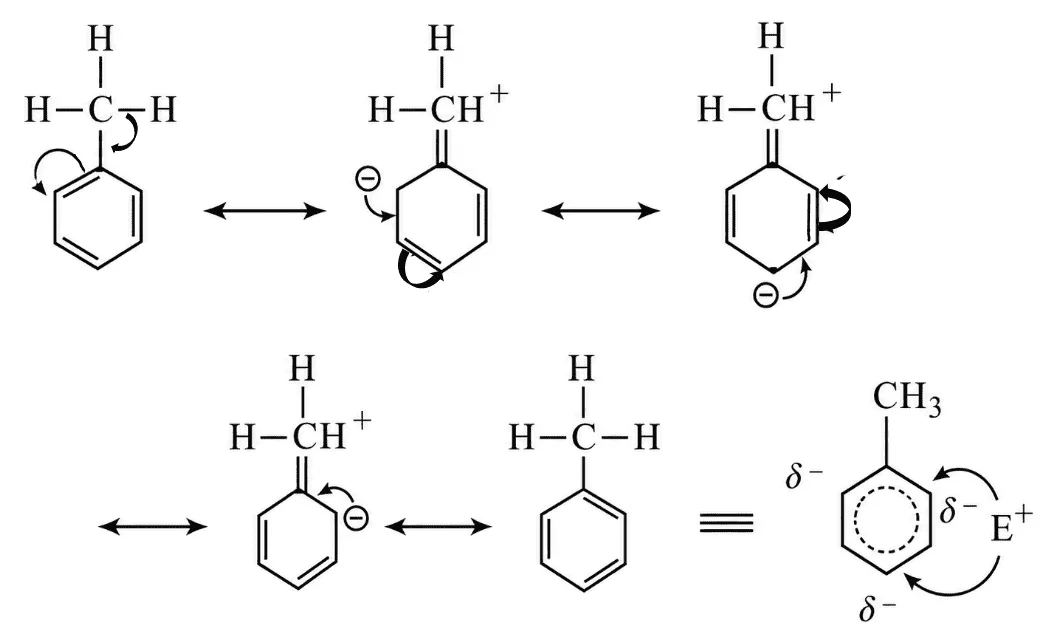 H H H
H–C–H H–CH⁺ H–CH⁺
⊖
⊖
H H
H–CH⁺ H–C–H CH₃
δ⁻
⊖ ≡ δ⁻ E⁺
δ⁻